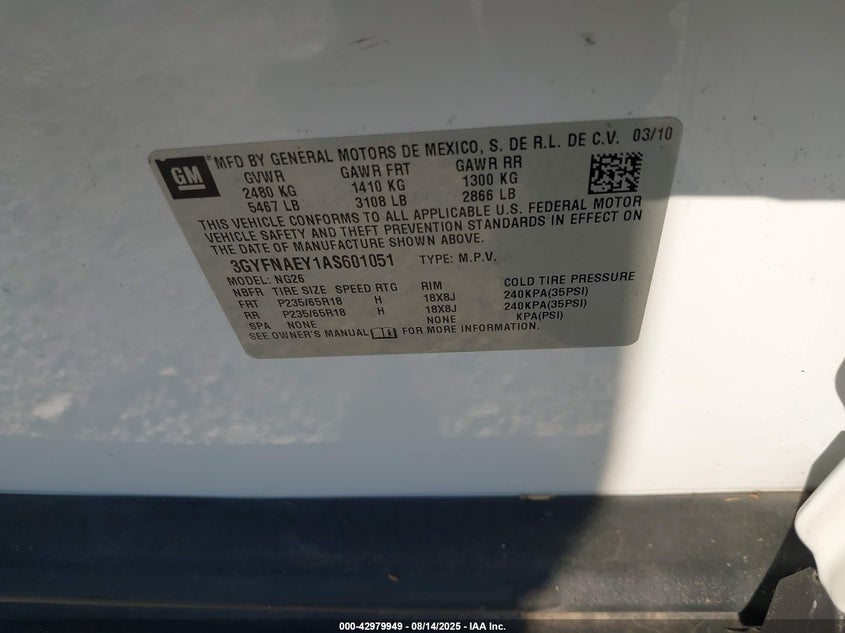 GM
MFD BY GENERAL MOTORS DE MEXICO, S. DE R.L. DE C.V. 03/10
GVWR GAWR FRT GAWR RR
2480 KG 1410 KG 1300 KG
5467 LB 3108 LB 2866 LB
THIS VEHICLE CONFORMS TO ALL APPLICABLE U.S. FEDERAL MOTOR
VEHICLE SAFETY AND THEFT PREVENTION STANDARDS IN EFFECT ON
THE DATE OF MANUFACTURE SHOWN ABOVE.
3GYFNAEY1AS601051 TYPE: M.P.V.
MODEL: NG26
NBFR TIRE SIZE SPEED RTG RIM COLD TIRE PRESSURE
FRT P235/65R18 H 18X8J 240KPA(35PSI)
RR P235/65R18 H 18X8J 240KPA(35PSI)
SPA NONE NONE KPA(PSI)
SEE OWNER'S MANUAL FOR MORE INFORMATION.
000-42979949 - 08/14/2025 - IAA Inc.